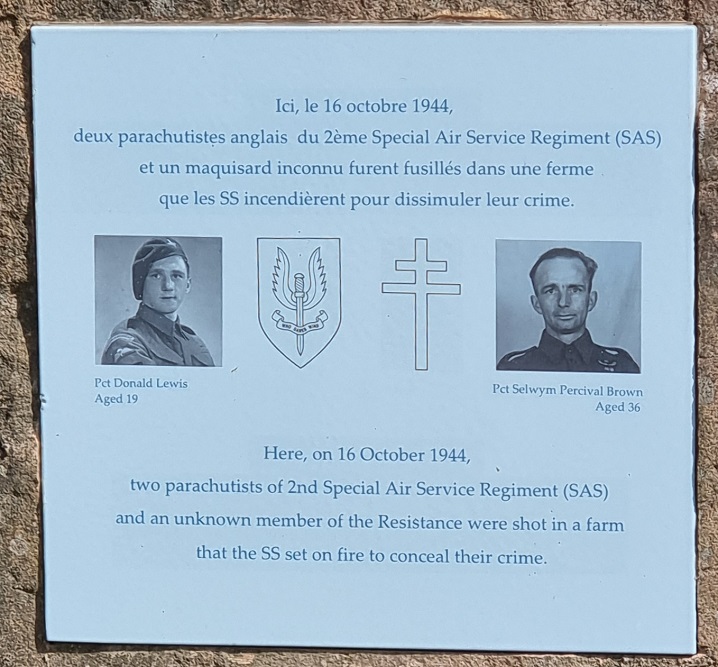 Ici, le 16 octobre 1944,
deux parachutistes anglais du 2ème Special Air Service Regiment (SAS)
et un maquisard inconnu furent fusillés dans une ferme
que les SS incendièrent pour dissimuler leur crime.
WHO DARES WINS
Pct Donald Lewis
Aged 19
Pct Selwym Percival Brown
Aged 36
Here, on 16 October 1944,
two parachutists of 2nd Special Air Service Regiment (SAS)
and an unknown member of the Resistance were shot in a farm
that the SS set on fire to conceal their crime.